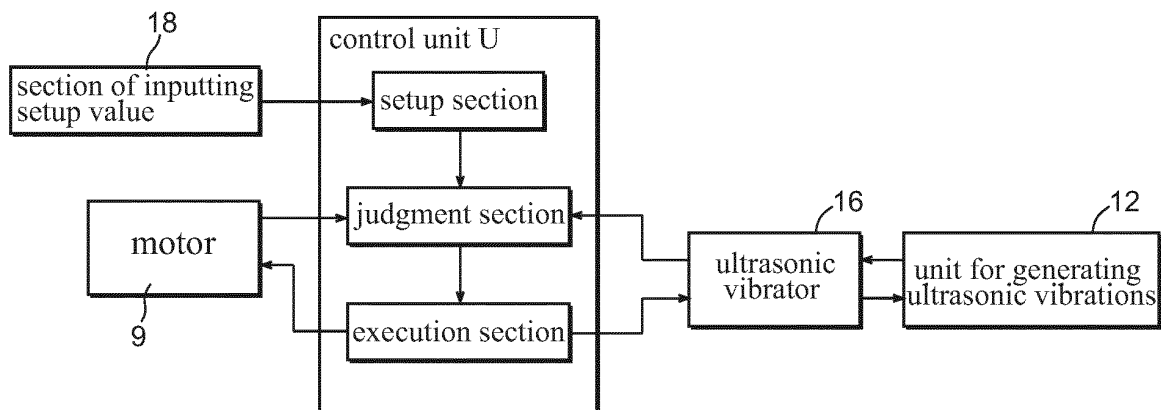 18
section of inputting
setup value
control unit U
setup section
judgment section
execution section
motor
9
16
ultrasonic
vibrator
12
unit for generating
ultrasonic vibrations